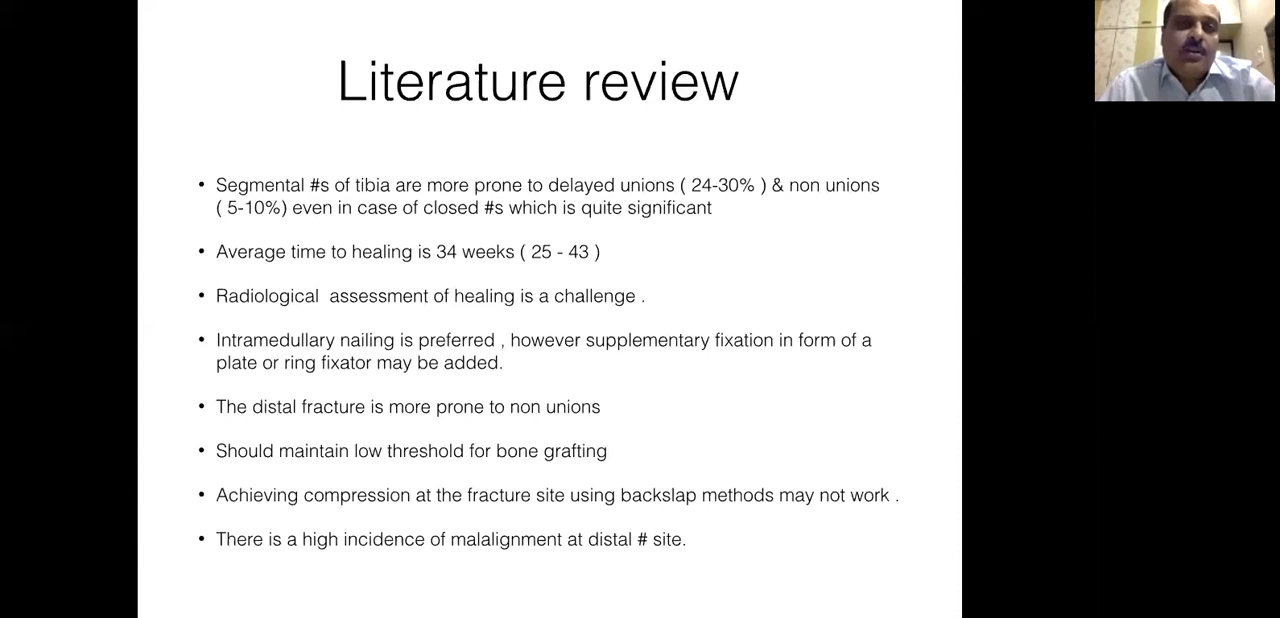 Literature review
• Segmental #s of tibia are more prone to delayed unions ( 24-30% ) & non unions
( 5-10%) even in case of closed #s which is quite significant
• Average time to healing is 34 weeks ( 25 - 43 )
• Radiological  assessment of healing is a challenge .
• Intramedullary nailing is preferred , however supplementary fixation in form of a
plate or ring fixator may be added.
• The distal fracture is more prone to non unions
• Should maintain low threshold for bone grafting
• Achieving compression at the fracture site using backslap methods may not work .
• There is a high incidence of malalignment at distal # site.